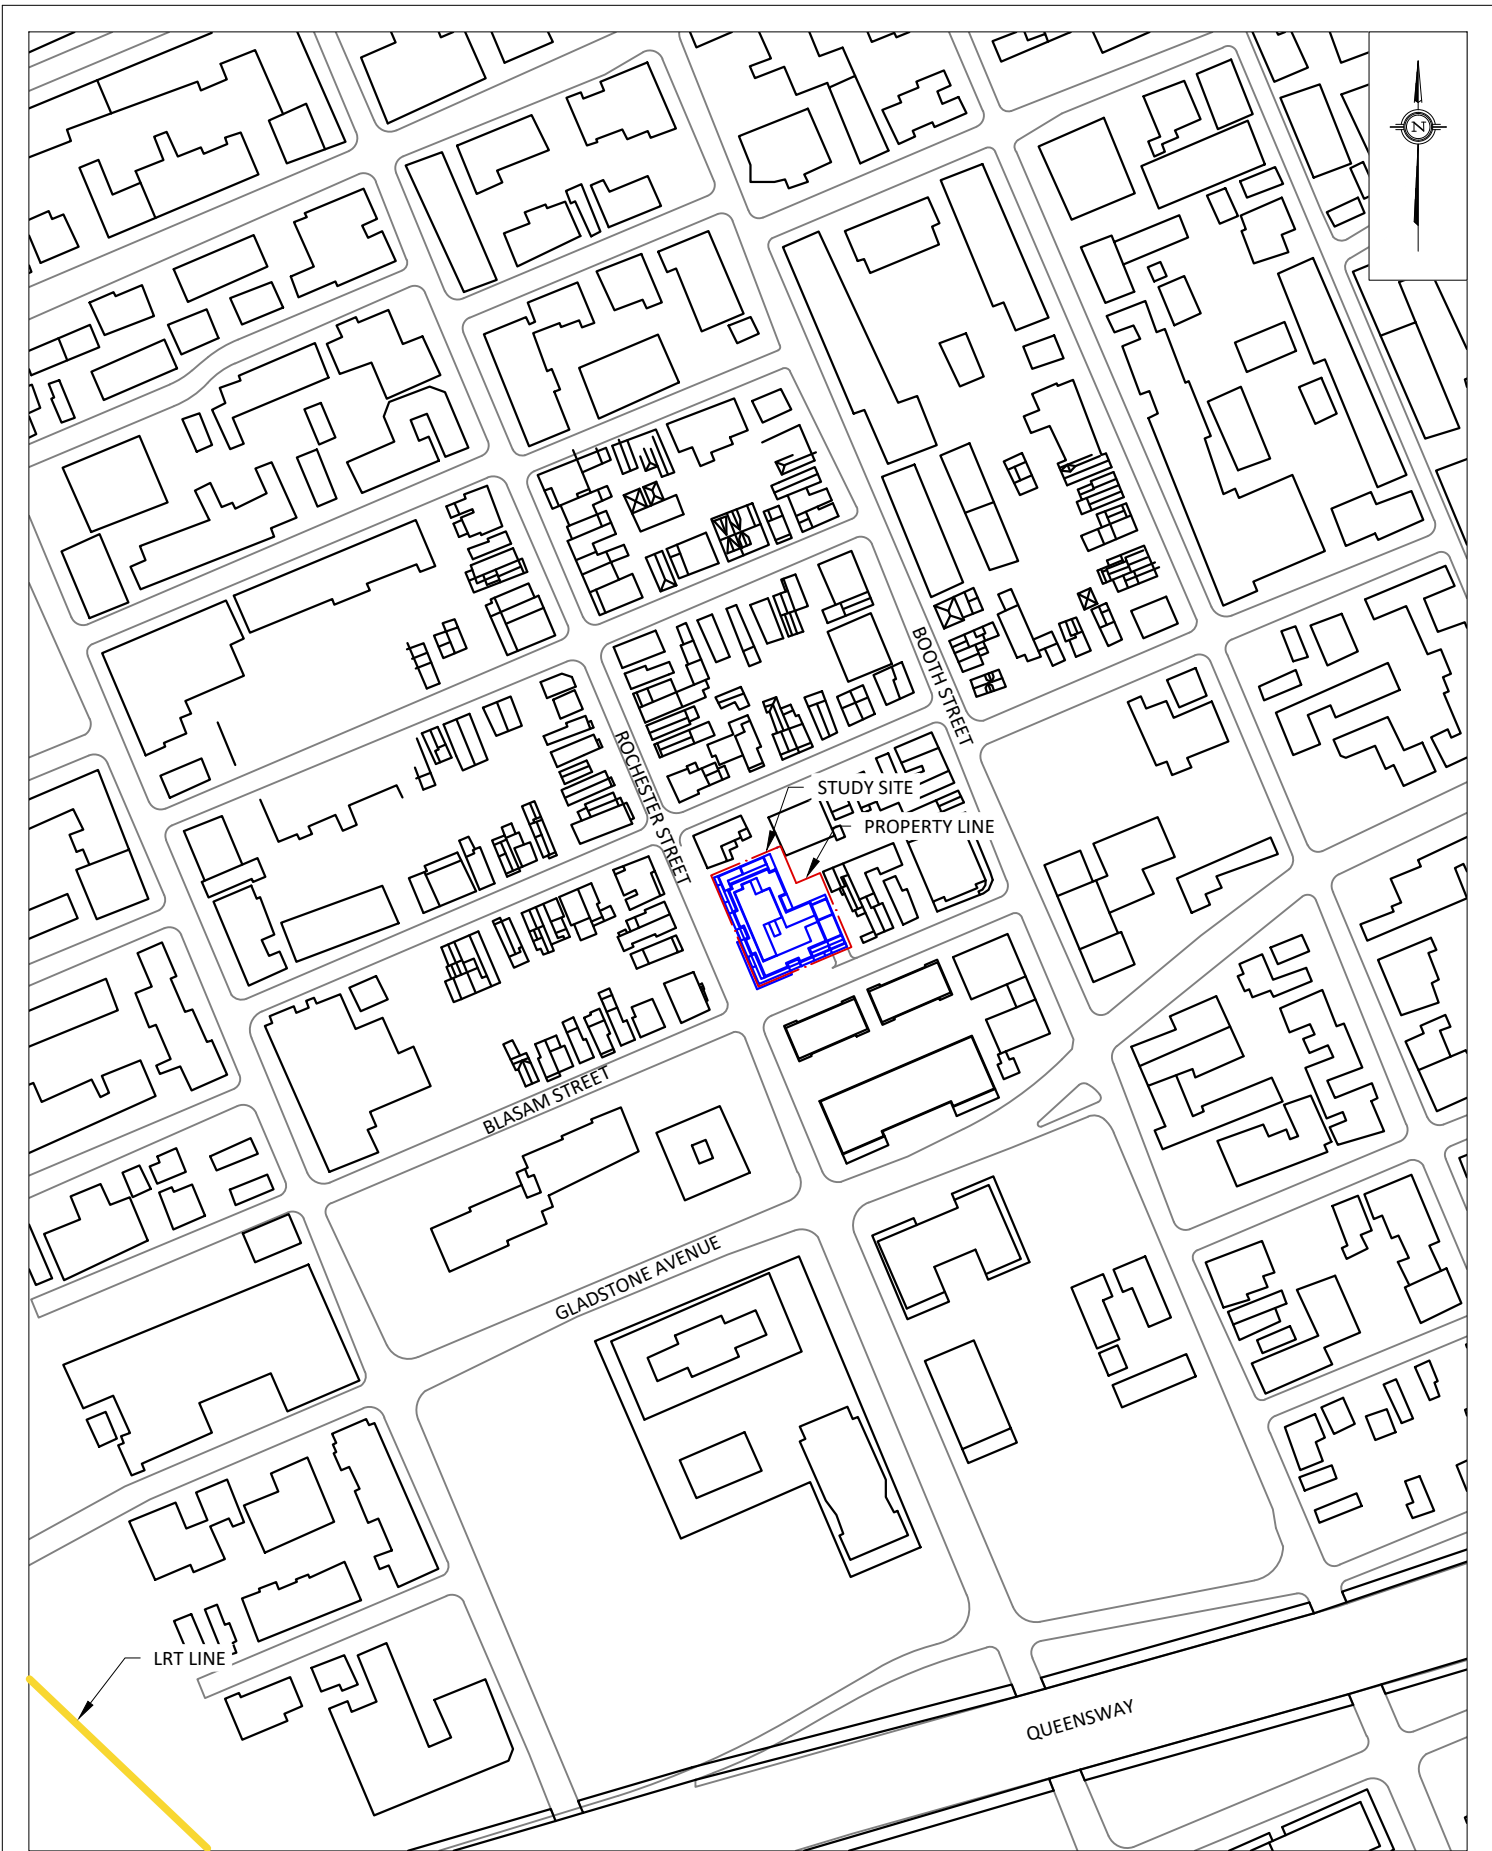 N
BOOTH STREET
ROCHESTER STREET
STUDY SITE
PROPERTY LINE
BLASAM STREET
GLADSTONE AVENUE
LRT LINE
QUEENSWAY